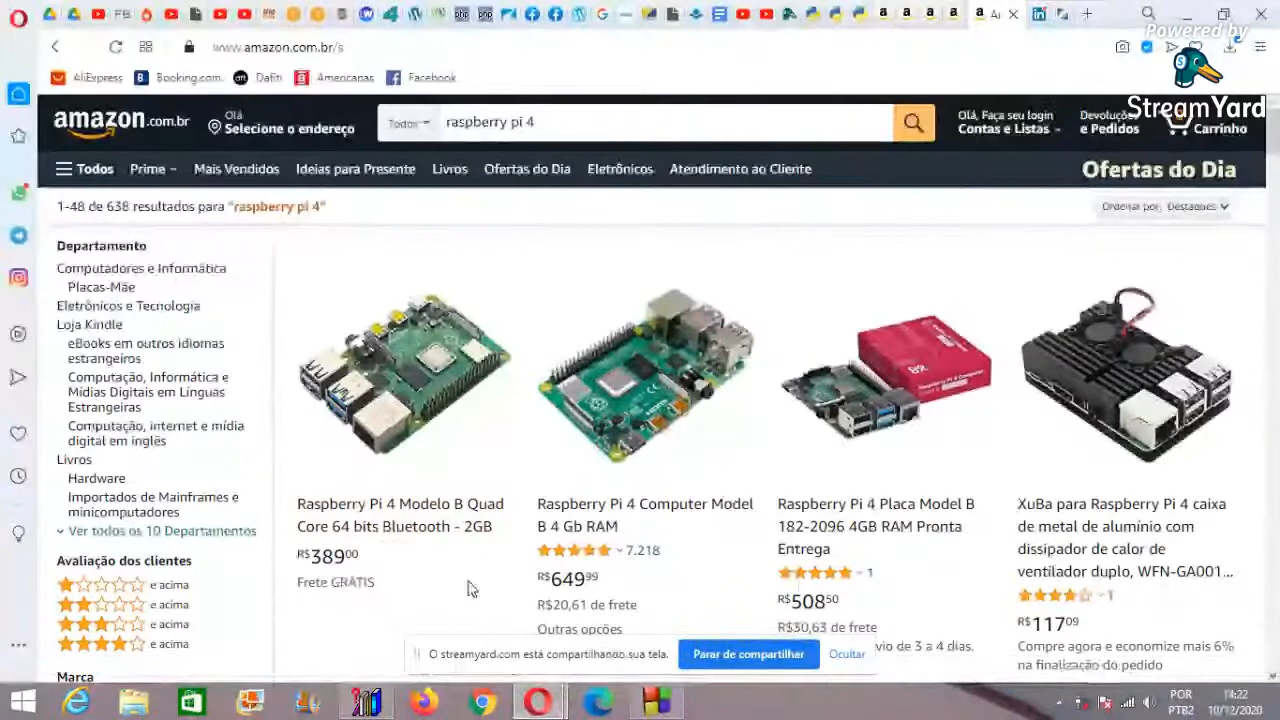 Powered by
StreamYard
www.amazon.com.br/s
AliExpress
Booking.com
Dafiti
Americanas
Facebook
amazon.com.br
Olá
Selecione o endereço
Todos
raspberry pi 4
Olá, Faça seu login
Contas e Listas
Devoluções
e Pedidos
Carrinho
Todos
Prime
Mais Vendidos
Ideias para Presente
Livros
Ofertas do Dia
Eletrônicos
Atendimento ao Cliente
Ofertas do Dia
1-48 de 638 resultados para "raspberry pi 4"
Ordenar por: Destaques
Departamento
Computadores e Informática
Placas-Mãe
Eletrônicos e Tecnologia
Loja Kindle
eBooks em outros idiomas
estrangeiros
Computação, Informática e
Mídias Digitais em Línguas
Estrangeiras
Computação, internet e mídia
digital em inglês
Livros
Hardware
Importados de Mainframes e
minicomputadores
Ver todos os 10 Departamentos
Avaliação dos clientes
e acima
e acima
e acima
e acima
Marca
Raspberry Pi 4 Modelo B Quad
Core 64 bits Bluetooth - 2GB
R$38900
Frete GRÁTIS
Raspberry Pi 4 Computer Model
B 4 Gb RAM
7.218
R$64999
R$20,61 de frete
Outras opções
Raspberry Pi 4 Placa Model B
182-2096 4GB RAM Pronta
Entrega
1
R$50850
R$30,63 de frete
vio de 3 a 4 dias.
XuBa para Raspberry Pi 4 caixa
de metal de alumínio com
dissipador de calor de
ventilador duplo, WFN-GA001...
1
R$11709
Compre agora e economize mais 6%
na finalização do pedido
O streamyard.com está compartilhando sua tela.
Parar de compartilhar
Ocultar
POR
PTB2
14:22
10/12/2020